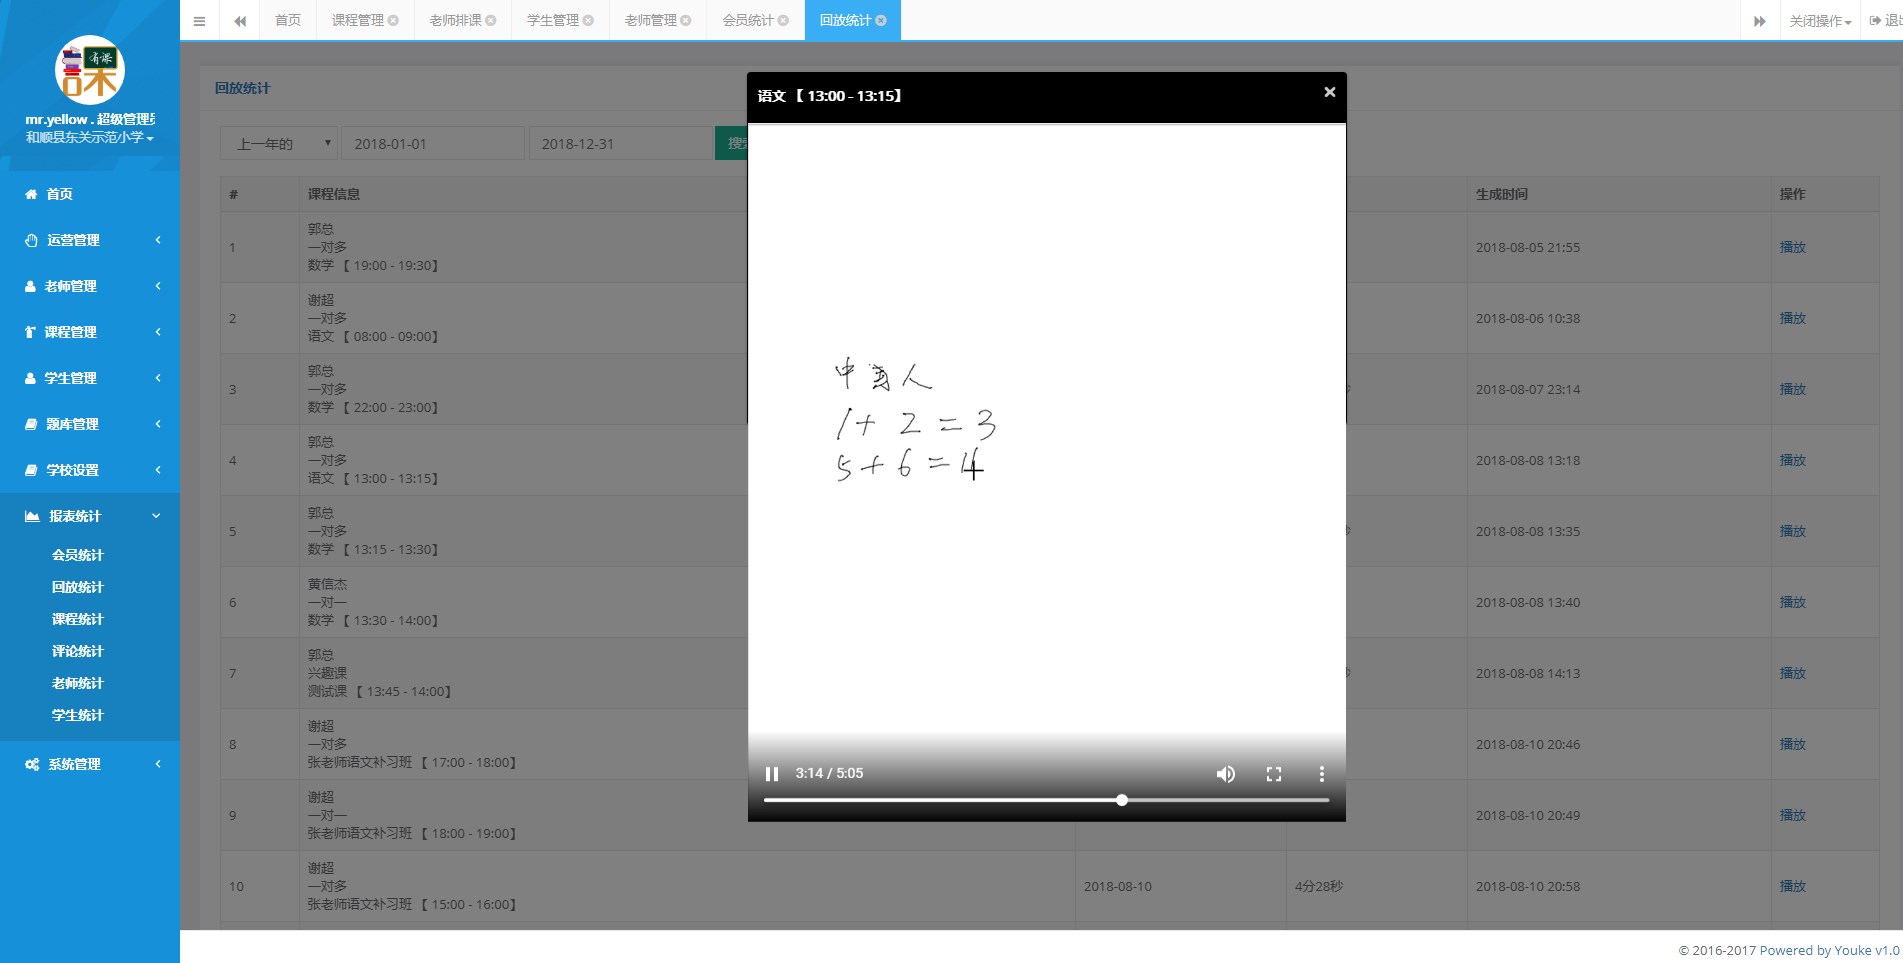 有课
mr.yellow . 超级管理员
和顺县东关示范小学
首页
运营管理
老师管理
课程管理
学生管理
题库管理
学校设置
报表统计
会员统计
回放统计
课程统计
评论统计
老师统计
学生统计
系统管理
首页 课程管理 老师排课 学生管理 老师管理 会员统计 回放统计 关闭操作
回放统计
上一年的 2018-01-01 2018-12-31
# 课程信息 生成时间 操作
1 郭总 一对多 数学 【 19:00 - 19:30】 2018-08-05 21:55 播放
2 谢超 一对多 语文 【 08:00 - 09:00】 2018-08-06 10:38 播放
3 郭总 一对多 数学 【 22:00 - 23:00】 2018-08-07 23:14 播放
4 郭总 一对多 语文 【 13:00 - 13:15】 2018-08-08 13:18 播放
5 郭总 一对多 数学 【 13:15 - 13:30】 2018-08-08 13:35 播放
6 黄信杰 一对一 数学 【 13:30 - 14:00】 2018-08-08 13:40 播放
7 郭总 兴趣课 测试课 【 13:45 - 14:00】 2018-08-08 14:13 播放
8 谢超 一对多 张老师语文补习班 【 17:00 - 18:00】 2018-08-10 20:46 播放
9 谢超 一对一 张老师语文补习班 【 18:00 - 19:00】 2018-08-10 20:49 播放
10 谢超 一对多 张老师语文补习班 【 15:00 - 16:00】 2018-08-10 4分28秒 2018-08-10 20:58 播放
语文 【 13:00 - 13:15】
中国人
1 + 2 = 3
5 + 6 = 11
3:14 / 5:05
© 2016-2017 Powered by Youke v1.0